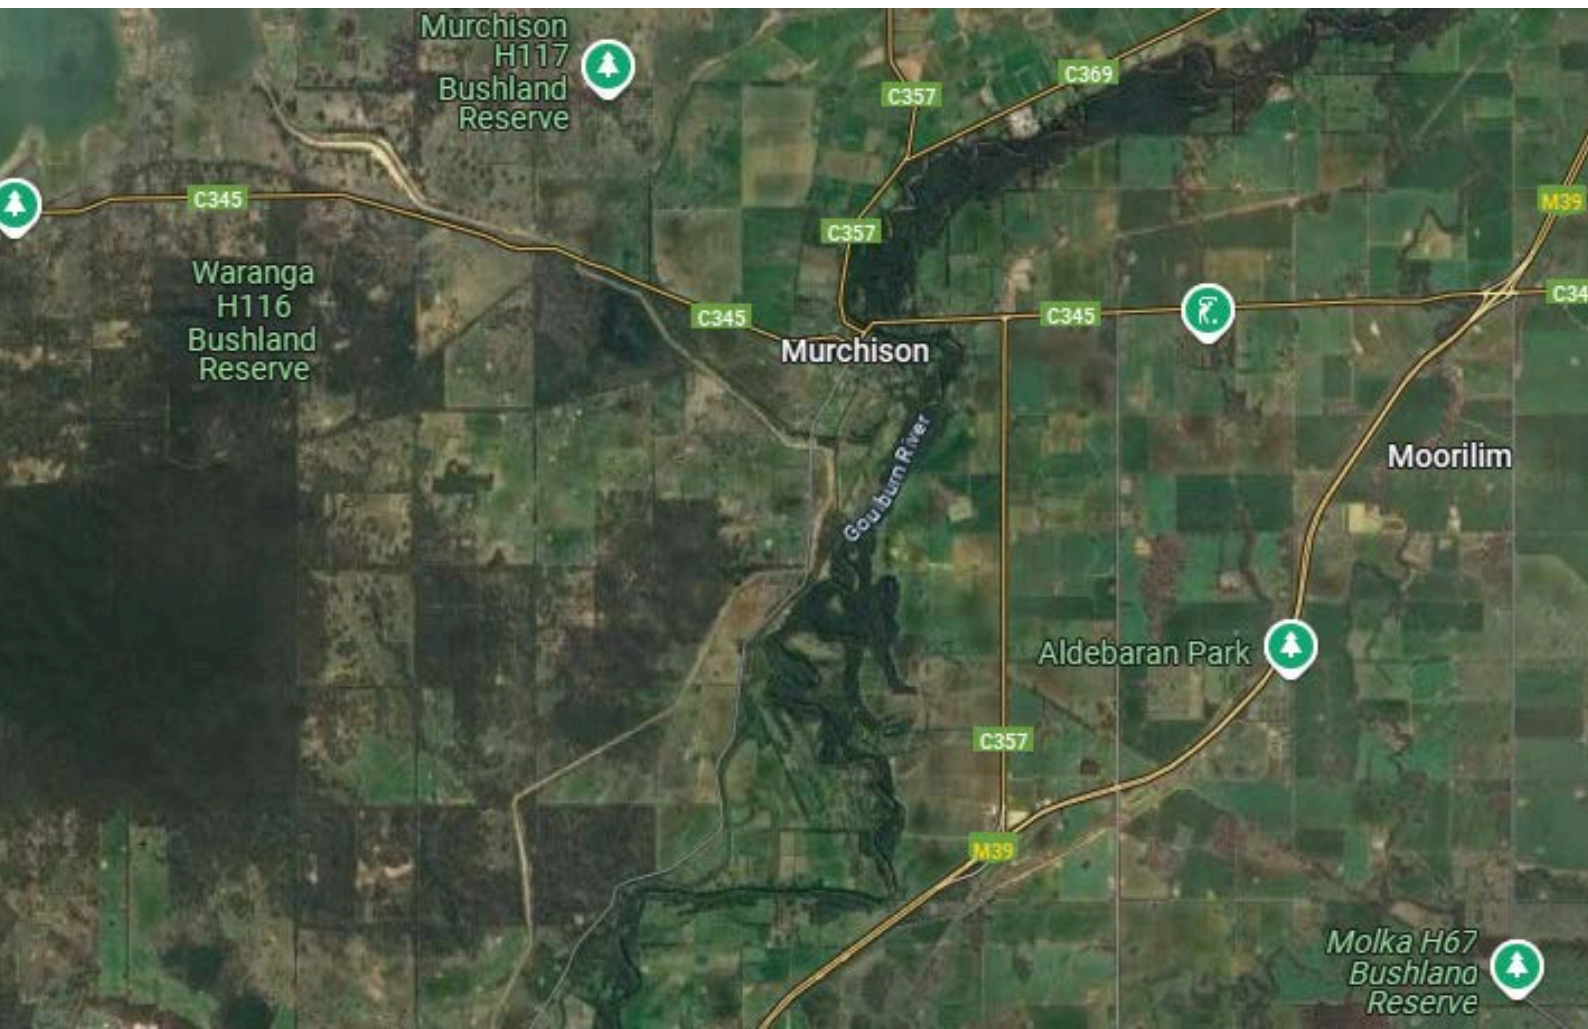 Murchison
H117
Bushland
Reserve
C369
C357
C345
M39
C357
Waranga
H116
Bushland
Reserve
C345
C345
C34
Murchison
Goulburn River
Moorilim
Aldebaran Park
C357
M39
Molka H67
Bushland
Reserve